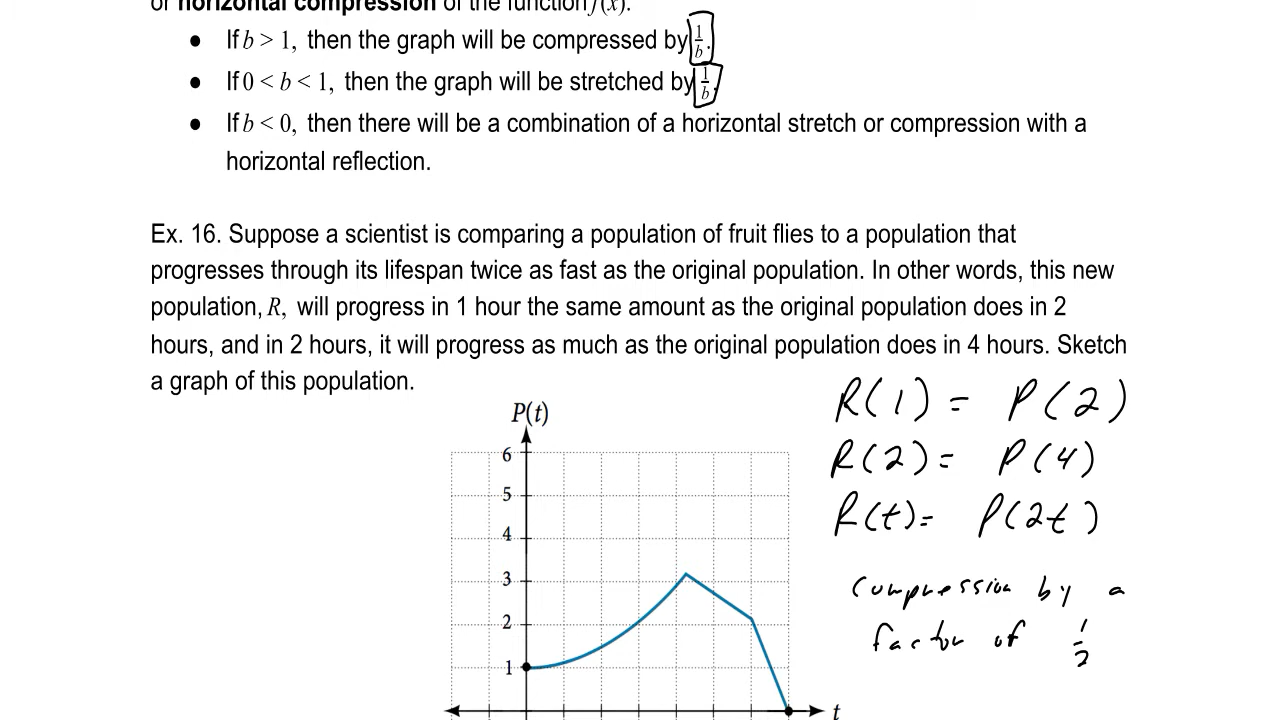 or horizontal compression of the function f(x).
• If b > 1, then the graph will be compressed by 1/b.
• If 0 < b < 1, then the graph will be stretched by 1/b.
• If b < 0, then there will be a combination of a horizontal stretch or compression with a
horizontal reflection.
Ex. 16. Suppose a scientist is comparing a population of fruit flies to a population that
progresses through its lifespan twice as fast as the original population. In other words, this new
population, R, will progress in 1 hour the same amount as the original population does in 2
hours, and in 2 hours, it will progress as much as the original population does in 4 hours. Sketch
a graph of this population.
R(1) = P(2)
P(t)
R(2) = P(4)
6
5
R(t) = P(2t)
4
3
compression by a
2
factor of 1/2
1
t